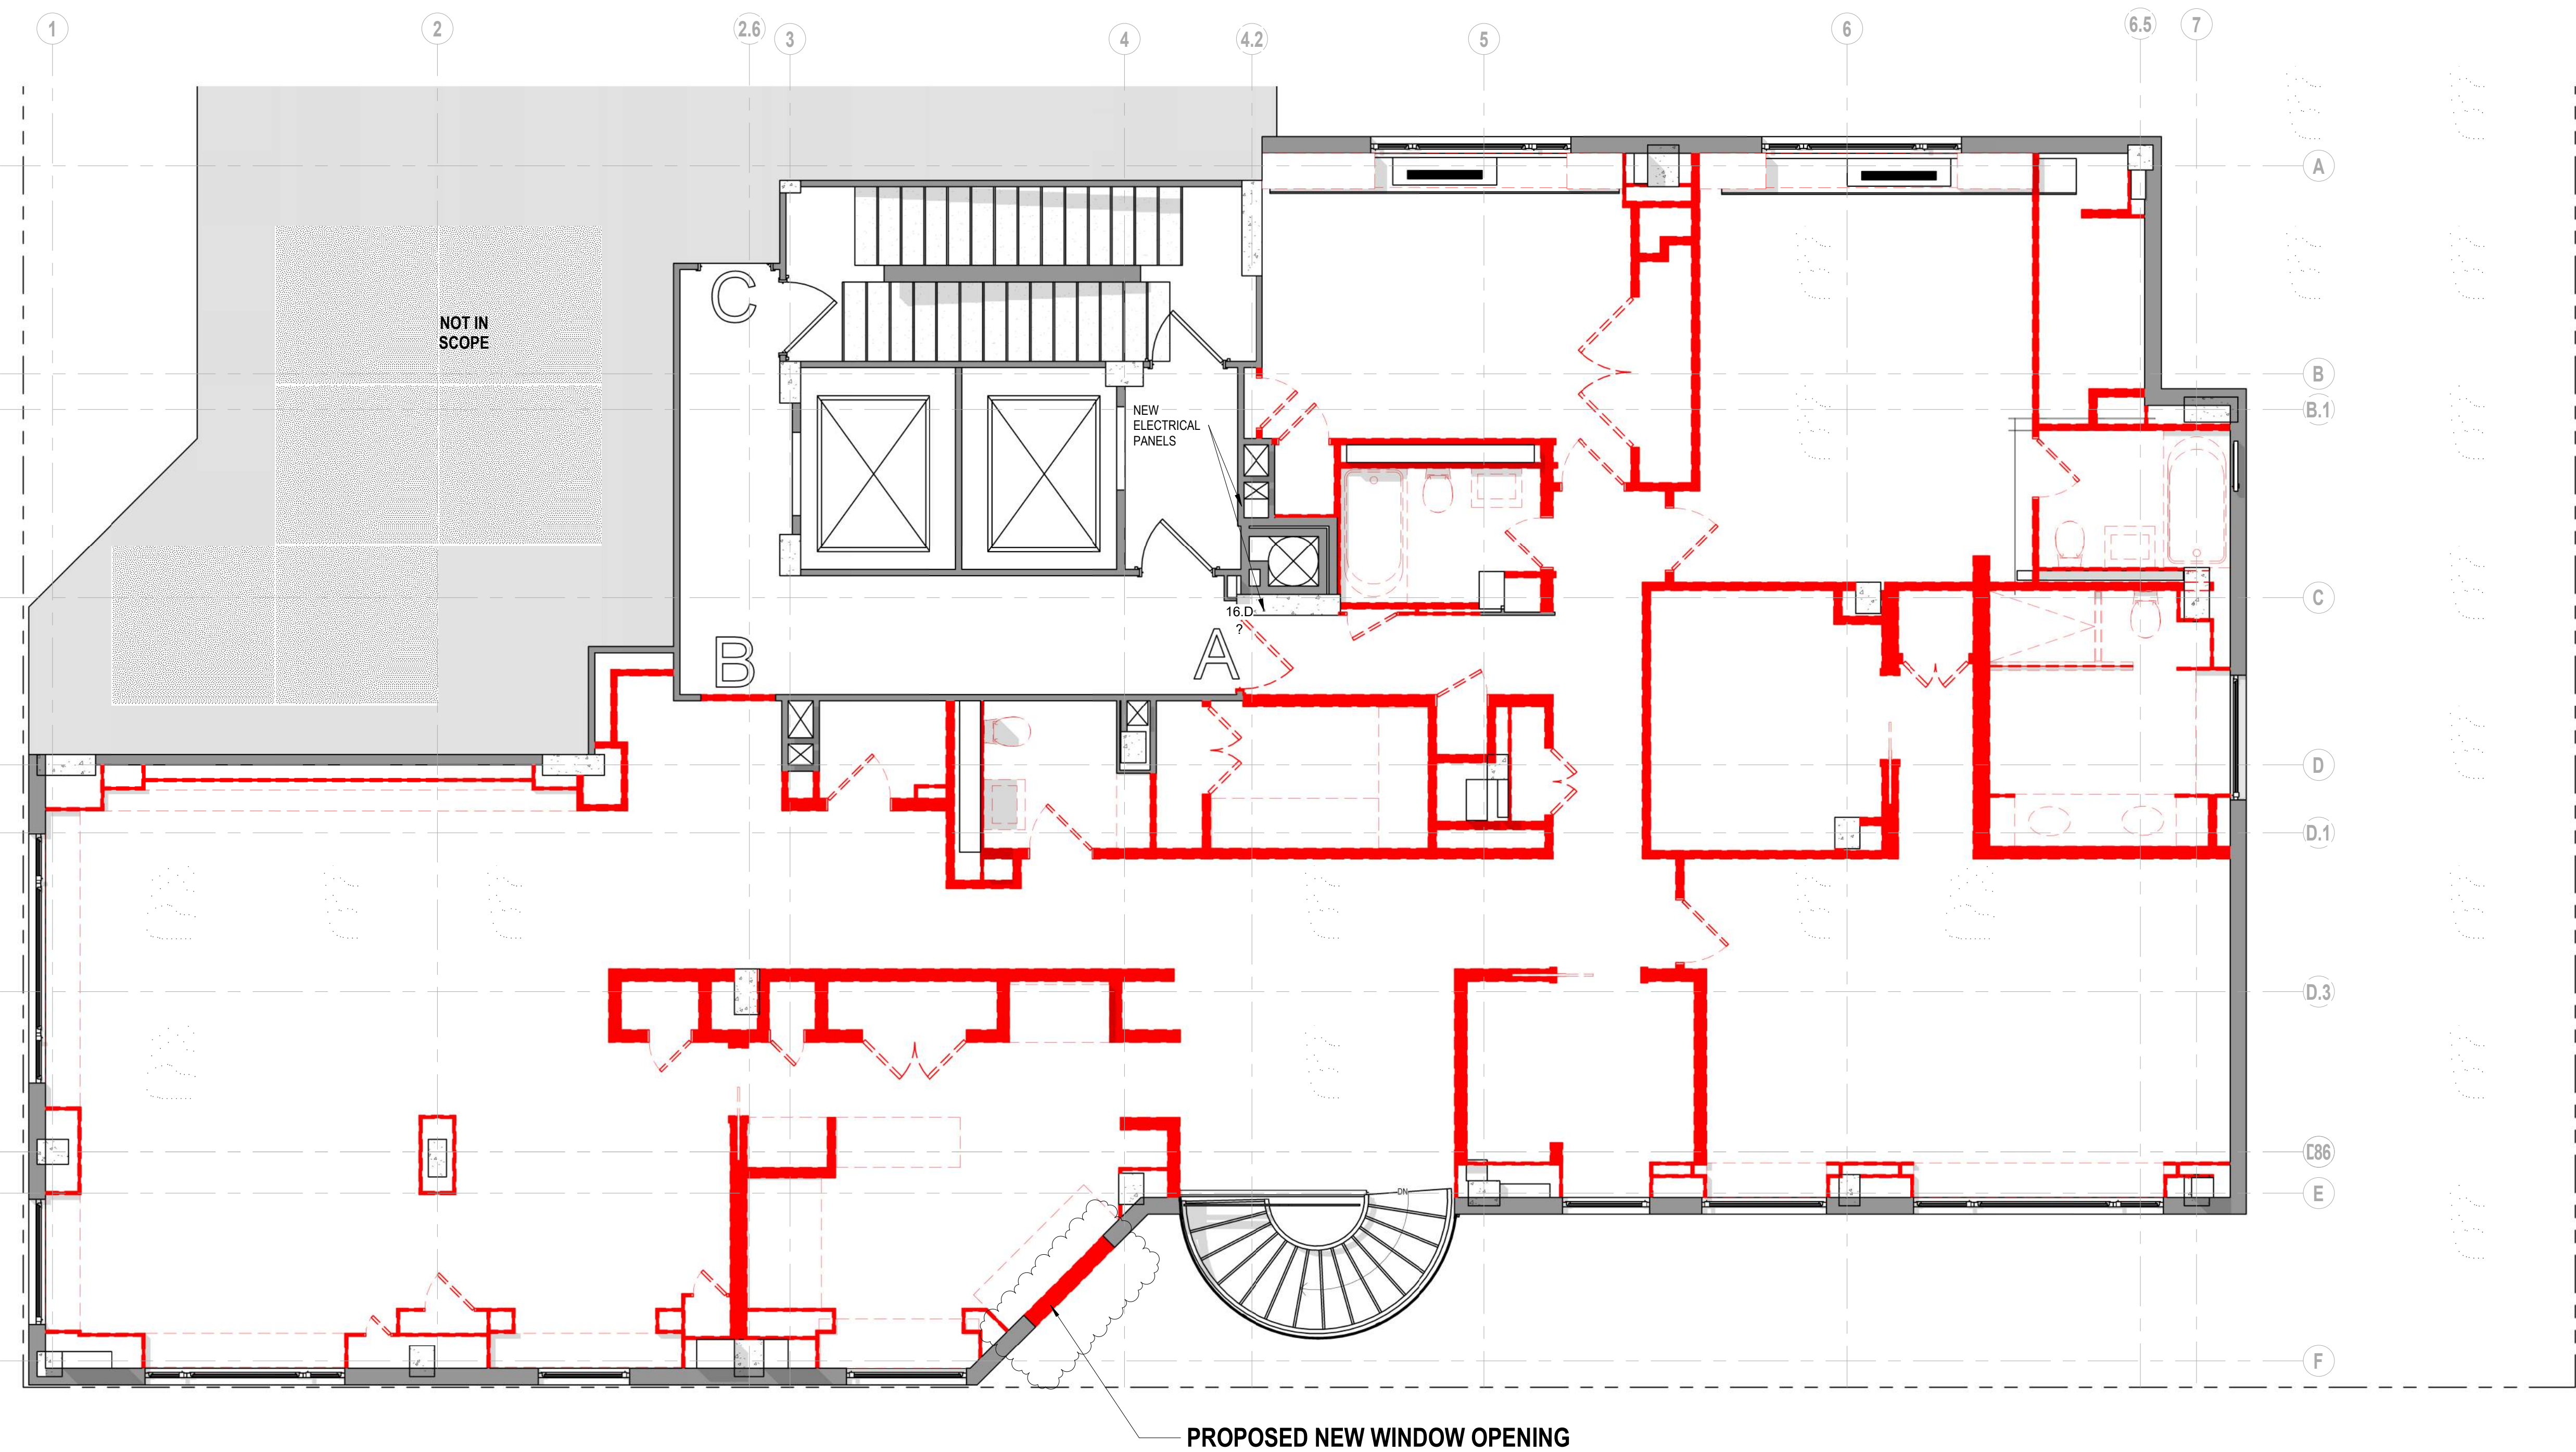 1 2 2.6 3 4 4.2 5 6 6.5 7
A
C
NOT IN
SCOPE
B
NEW
ELECTRICAL
PANELS
B.1
C
16.D
?
B A
D
D.1
D.3
DN
E
F
PROPOSED NEW WINDOW OPENING